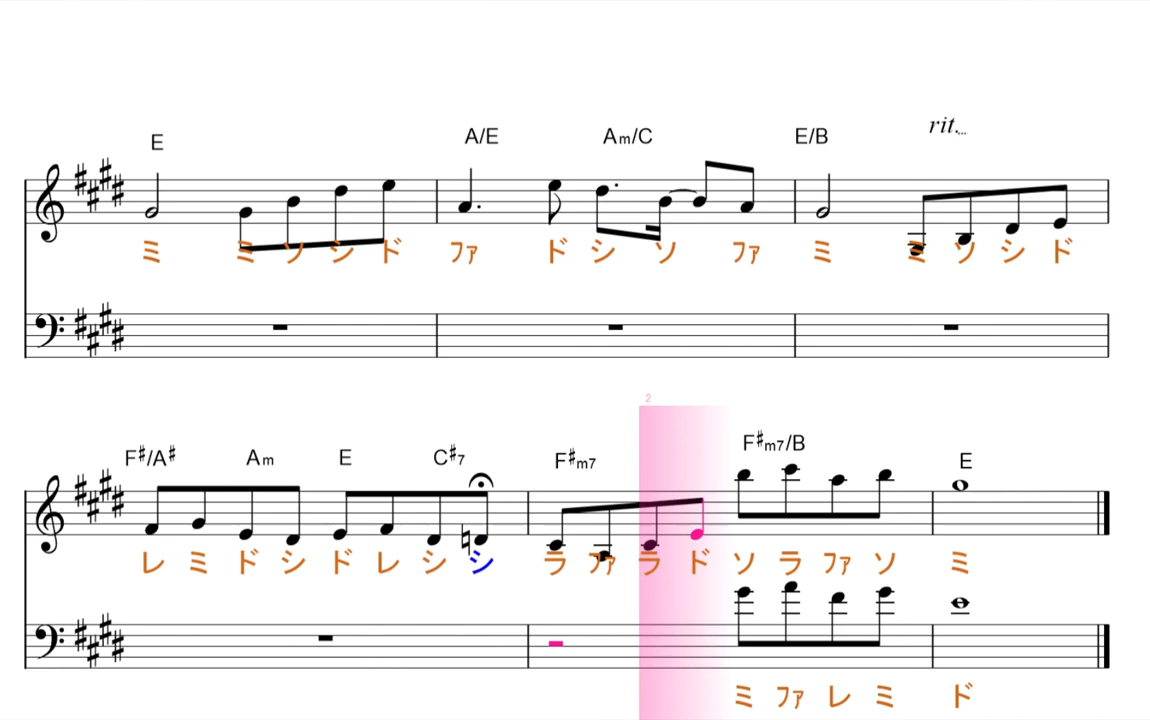 rit...
E A/E Am/C E/B
ミ ミ ソ シ ド ファ ド シ ソ ファ ミ ミ ソ シ ド
2
F♯/A♯ Am E C♯7 F♯m7 F♯m7/B E
レ ミ ド シ ド レ シ シ ラ ファ ラ ド ソ ラ ファ ソ ミ
ミ ファ レ ミ ド